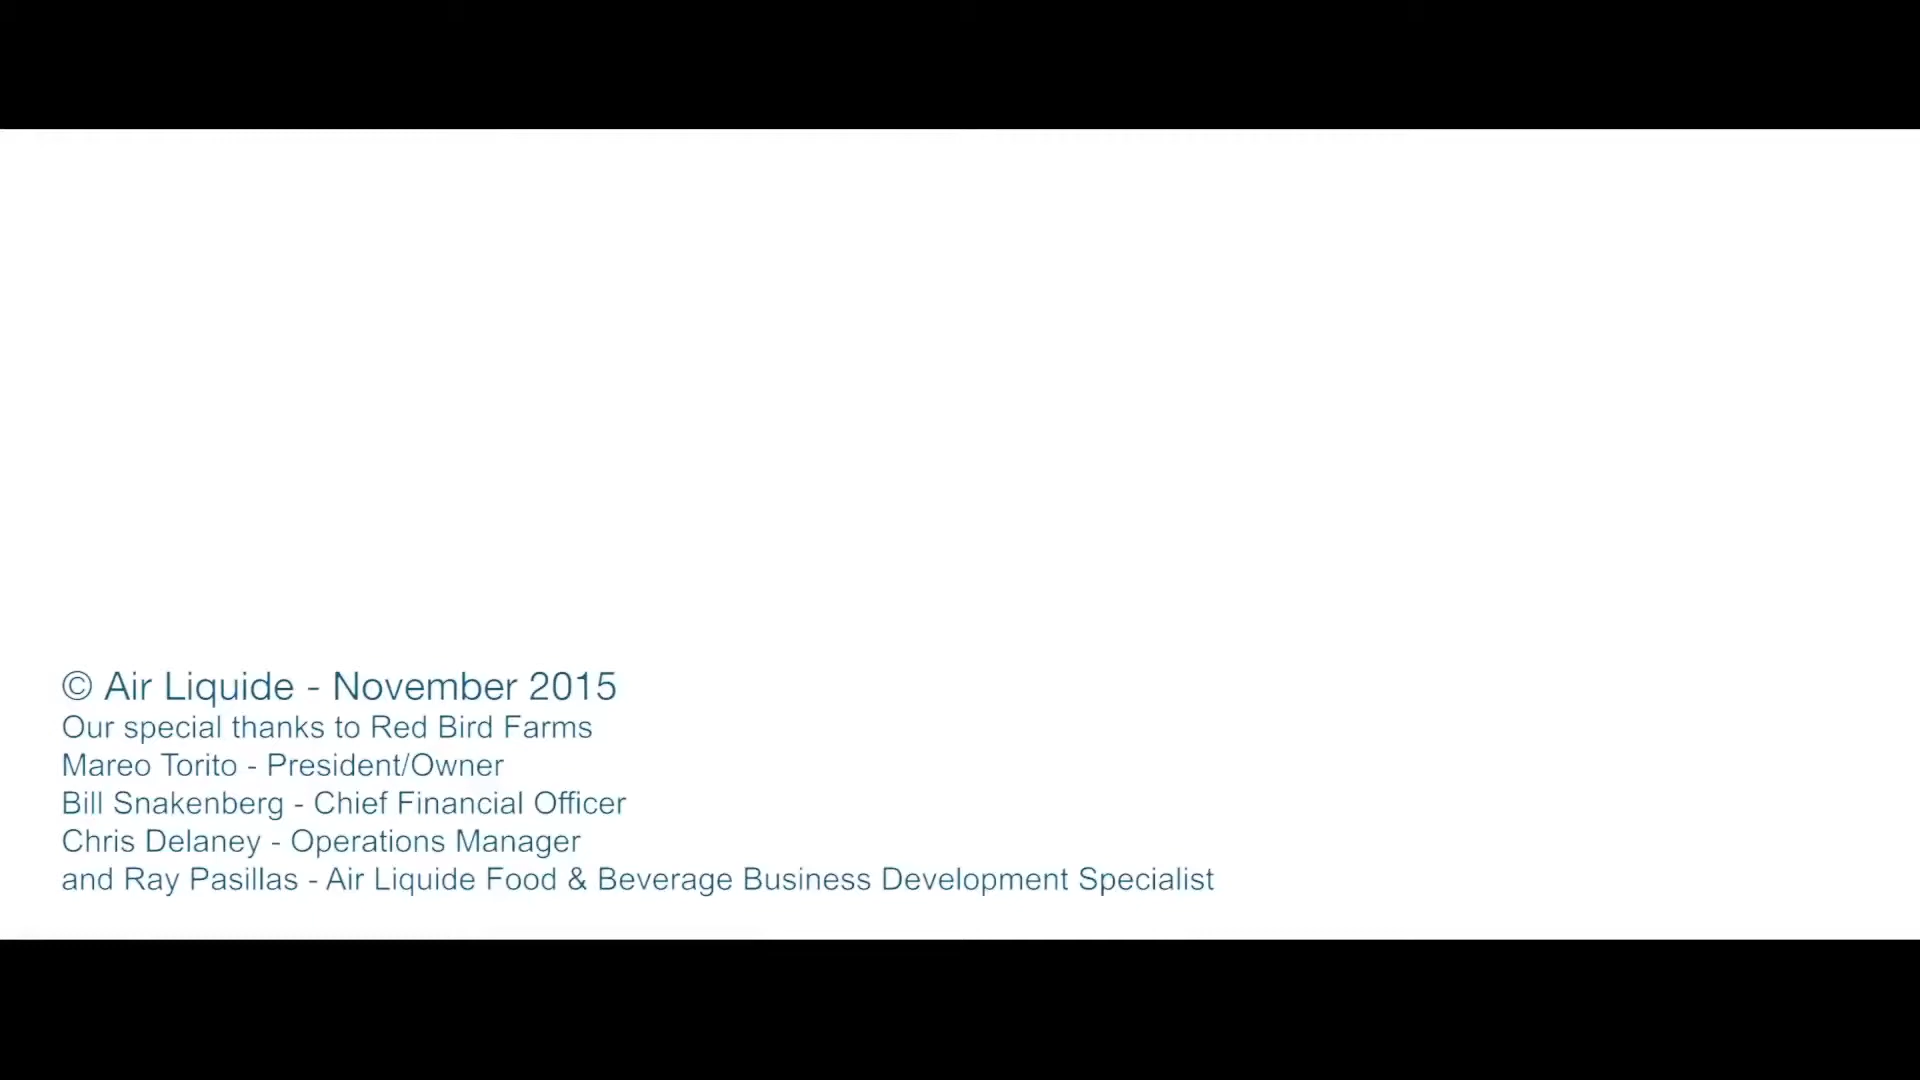 © Air Liquide - November 2015
Our special thanks to Red Bird Farms
Mareo Torito - President/Owner
Bill Snakenberg - Chief Financial Officer
Chris Delaney - Operations Manager
and Ray Pasillas - Air Liquide Food & Beverage Business Development Specialist